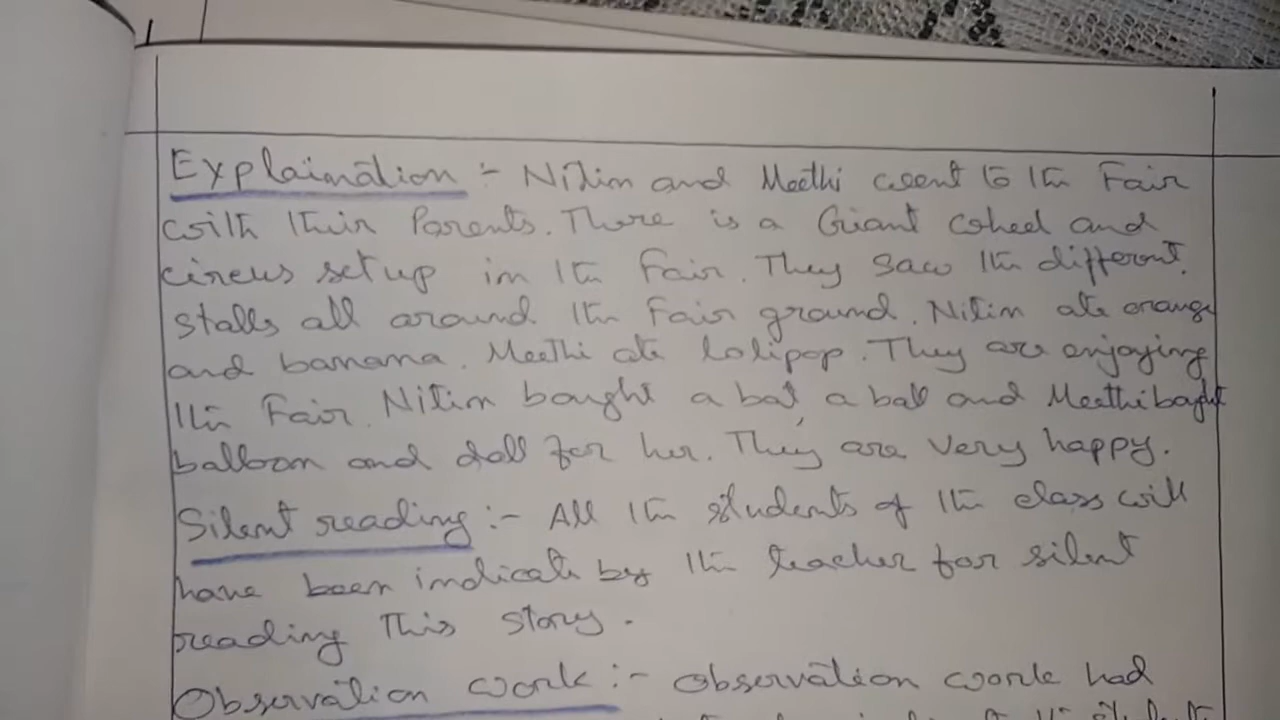 Explaination :- Nitin and Meethi went to the Fair
with their Parents. There is a Giant wheel and
circus set up in the Fair. They saw the different
stalls all around the Fair ground. Nitin ate orange
and banana. Meethi ate lolipop. They are enjoying
the Fair. Nitin bought a bat, a ball and Meethi baght
balloon and doll for her. They are very happy.
Silent reading :- All the students of the class will
have been indicate by the teacher for silent
reading This story.
Observation work :- Observation work had